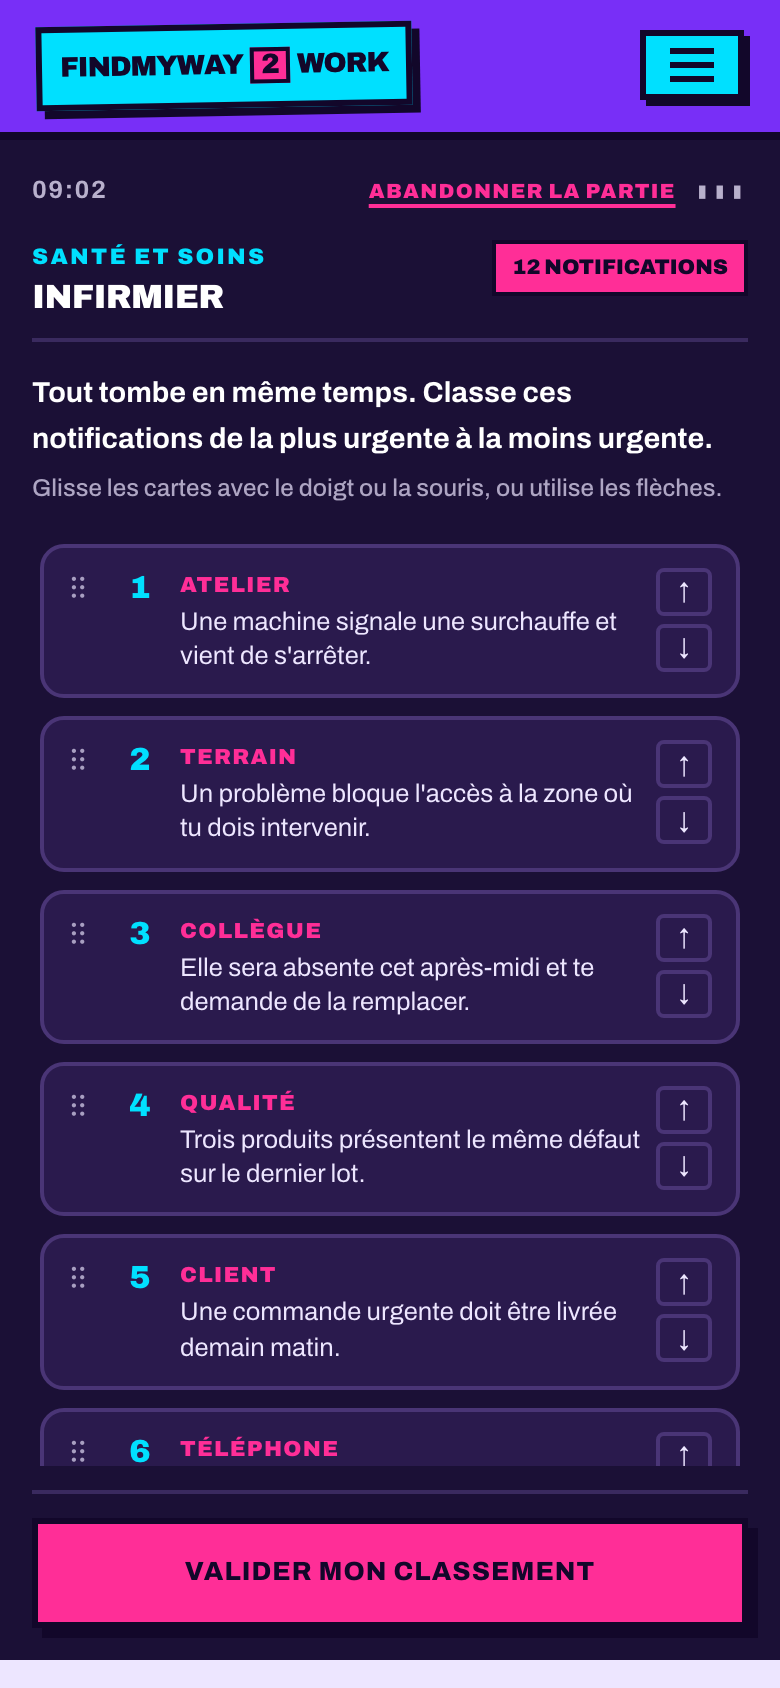 FINDMYWAY 2 WORK
09:02
ABANDONNER LA PARTIE
SANTÉ ET SOINS
INFIRMIER
12 NOTIFICATIONS
Tout tombe en même temps. Classe ces
notifications de la plus urgente à la moins urgente.
Glisse les cartes avec le doigt ou la souris, ou utilise les flèches.
1 ATELIER ↑
Une machine signale une surchauffe et
vient de s'arrêter. ↓
2 TERRAIN ↑
Un problème bloque l'accès à la zone où
tu dois intervenir. ↓
3 COLLÈGUE ↑
Elle sera absente cet après-midi et te
demande de la remplacer. ↓
4 QUALITÉ ↑
Trois produits présentent le même défaut
sur le dernier lot. ↓
5 CLIENT ↑
Une commande urgente doit être livrée
demain matin. ↓
6 TÉLÉPHONE ↑
VALIDER MON CLASSEMENT